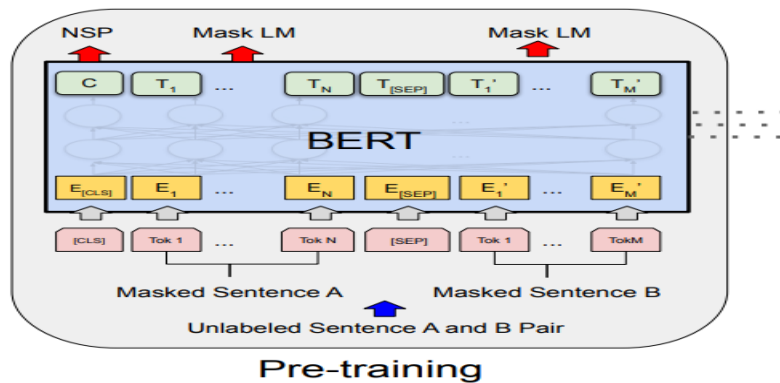 NSP Mask LM Mask LM
C T1 ... TN T[SEP] T1' ... TM'
...
BERT
...
E[CLS] E1 ... EN E[SEP] E1' ... EM'
[CLS] Tok 1 ... Tok N [SEP] Tok 1 ... TokM
Masked Sentence A Masked Sentence B
Unlabeled Sentence A and B Pair
Pre-training